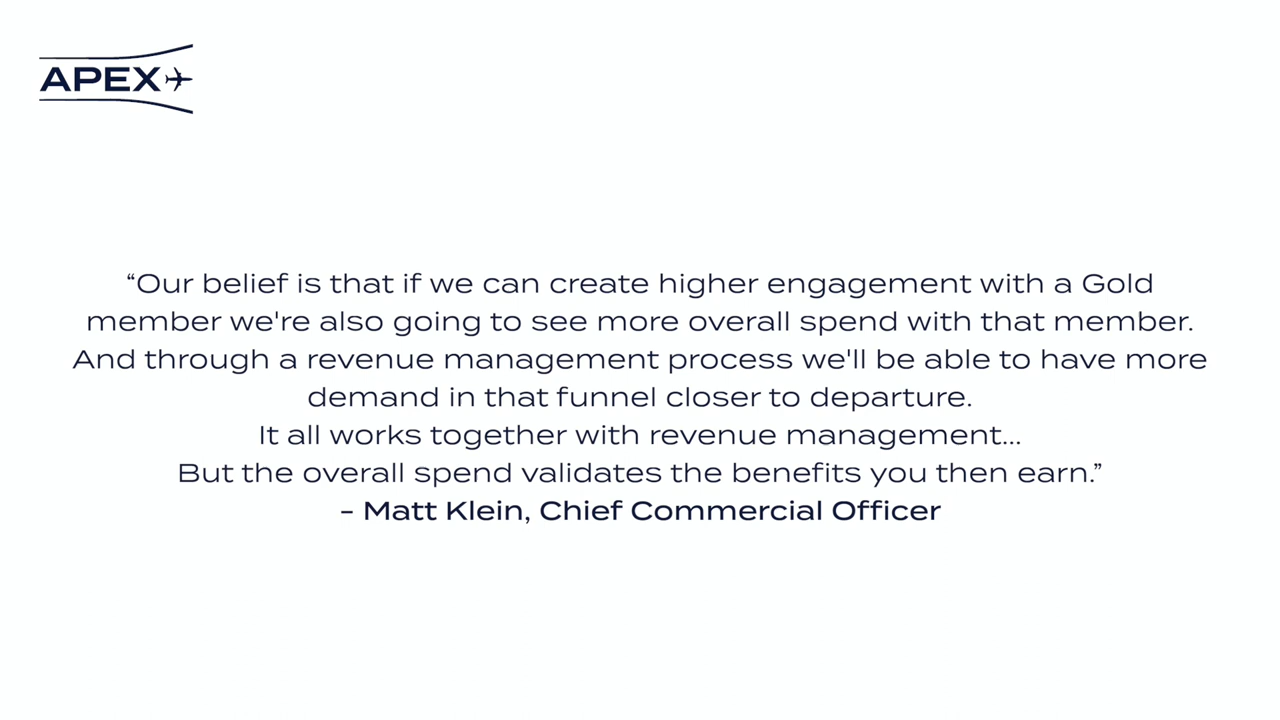 APEX
“Our belief is that if we can create higher engagement with a Gold
member we're also going to see more overall spend with that member.
And through a revenue management process we'll be able to have more
demand in that funnel closer to departure.
It all works together with revenue management...
But the overall spend validates the benefits you then earn.”
– Matt Klein, Chief Commercial Officer